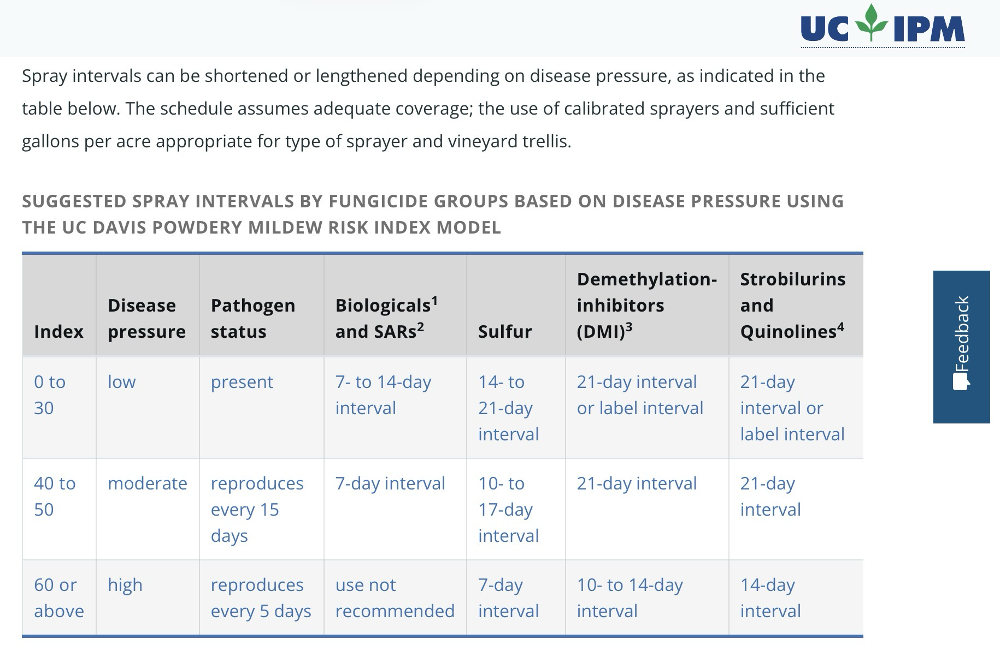 UC IPM
Spray intervals can be shortened or lengthened depending on disease pressure, as indicated in the
table below. The schedule assumes adequate coverage; the use of calibrated sprayers and sufficient
gallons per acre appropriate for type of sprayer and vineyard trellis.
SUGGESTED SPRAY INTERVALS BY FUNGICIDE GROUPS BASED ON DISEASE PRESSURE USING
THE UC DAVIS POWDERY MILDEW RISK INDEX MODEL
Index
Disease
pressure
Pathogen
status
Biologicals¹
and SARs²
Sulfur
Demethylation-
inhibitors
(DMI)³
Strobilurins
and
Quinolines⁴
0 to
30
low
present
7- to 14-day
interval
14- to
21-day
interval
21-day interval
or label interval
21-day
interval or
label interval
40 to
50
moderate
reproduces
every 15
days
7-day interval
10- to
17-day
interval
21-day interval
21-day
interval
60 or
above
high
reproduces
every 5 days
use not
recommended
7-day
interval
10- to 14-day
interval
14-day
interval
Feedback